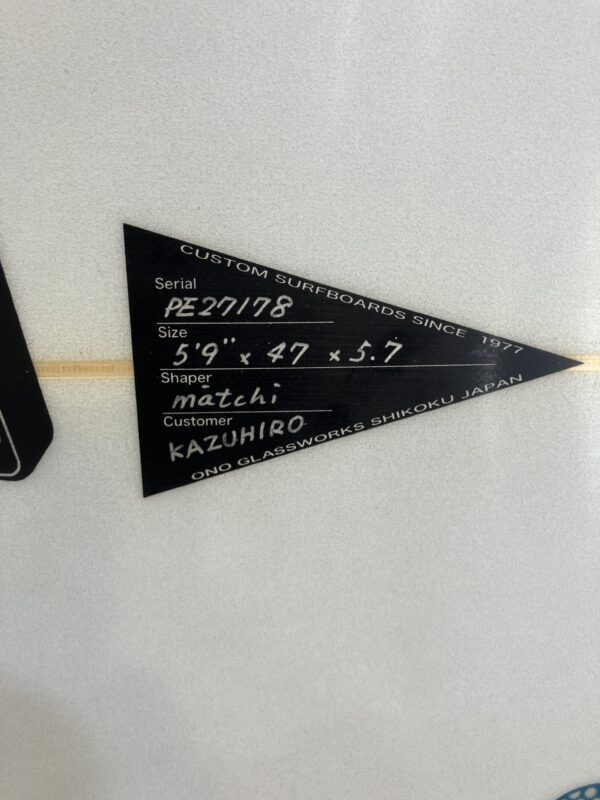 CUSTOM SURFBOARDS SINCE 1977
Serial
PE27178
Size
5'9" x 47 x 5.7
Shaper
matchi
Customer
KAZUHIRO
ONO GLASSWORKS SHIKOKU JAPAN